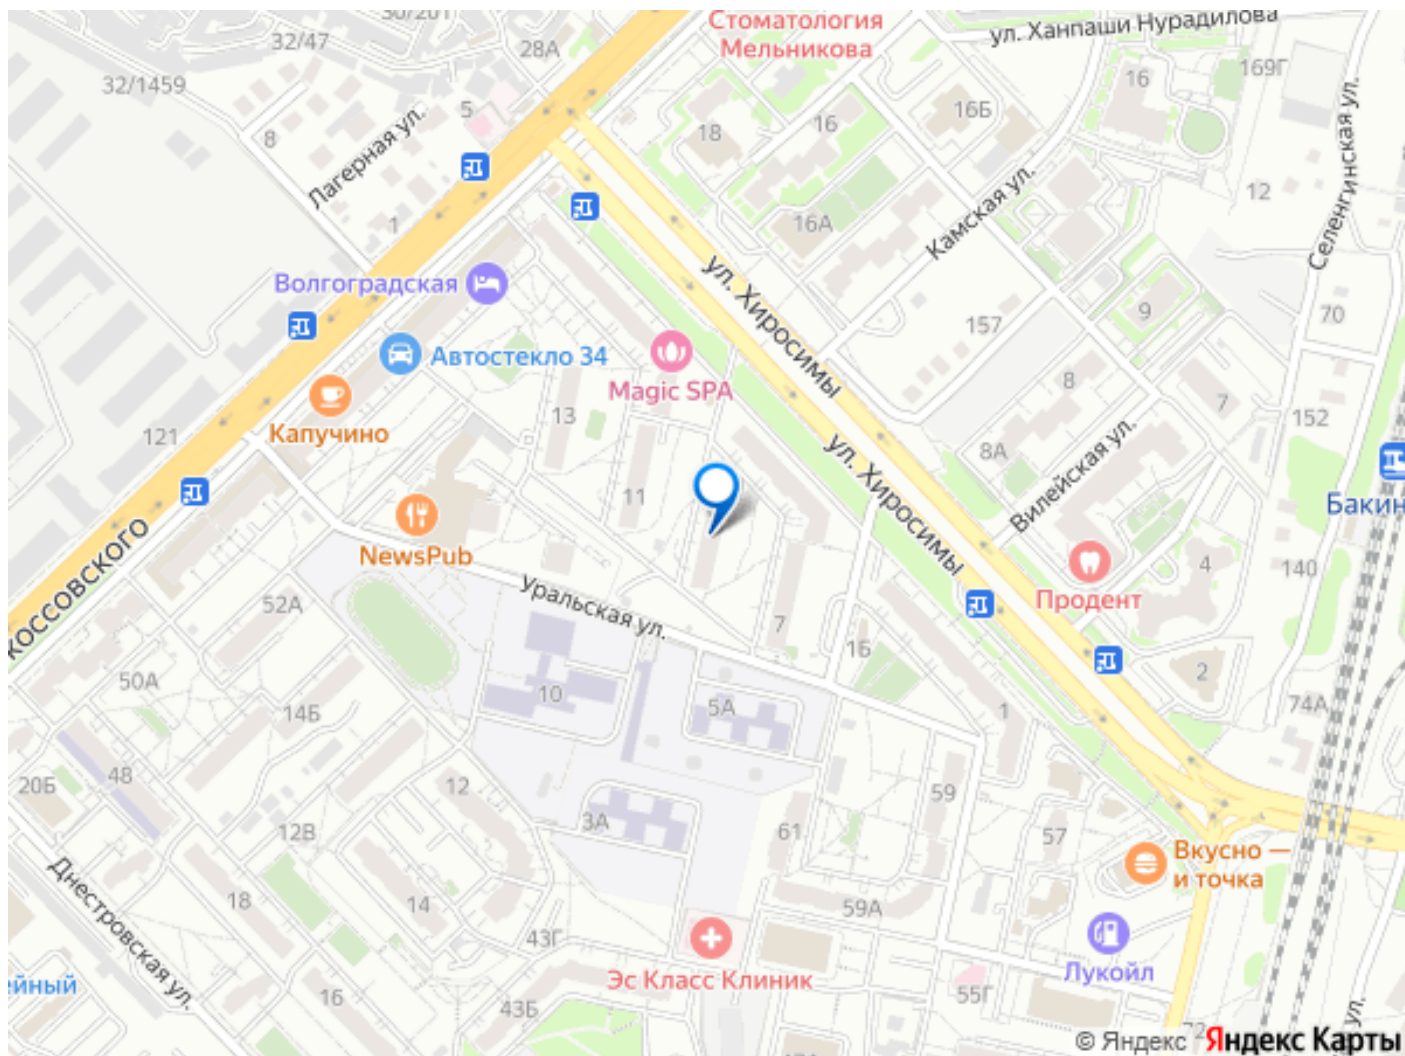 Стоматология
Мельникова
ул. Ханпаши Нурадилова
32/47
28А
32/1459
169Г
16
16Б
5
16
18
8
Лагерная ул.
Селенгинская ул.
12
Камская ул.
16А
1
ул. Хиросимы
Волгоградская
9
157
70
Автостекло 34
Magic SPA
8
7
13
152
Капучино
121
ул. Хиросимы
8А
Вилейская ул.
11
NewsPub
Бакин
КОССОВСКОГО
4
140
Продент
Уральская ул.
52А
7
1Б
2
50А
10
5А
1
74А
14Б
48
20Б
12
59
3А
61
57
12В
Вкусно —
и точка
Днестровская ул.
18
14
59А
43Г
Эс Класс Клиник
Лукойл
ейный
16
43Б
55Г
72
ул.
© Яндекс Яндекс Карты